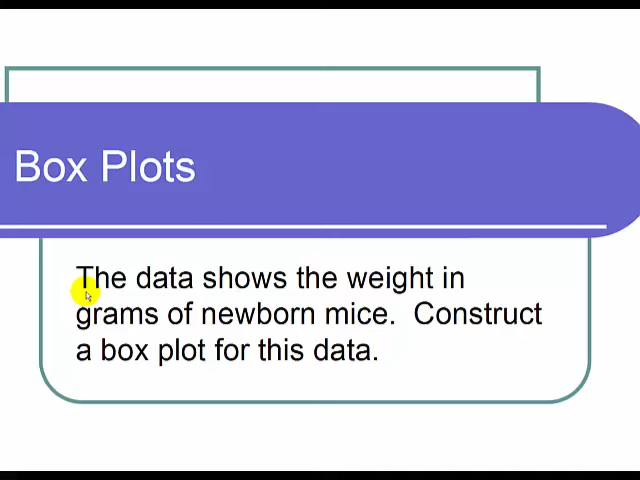 Box Plots
The data shows the weight in
grams of newborn mice.  Construct
a box plot for this data.